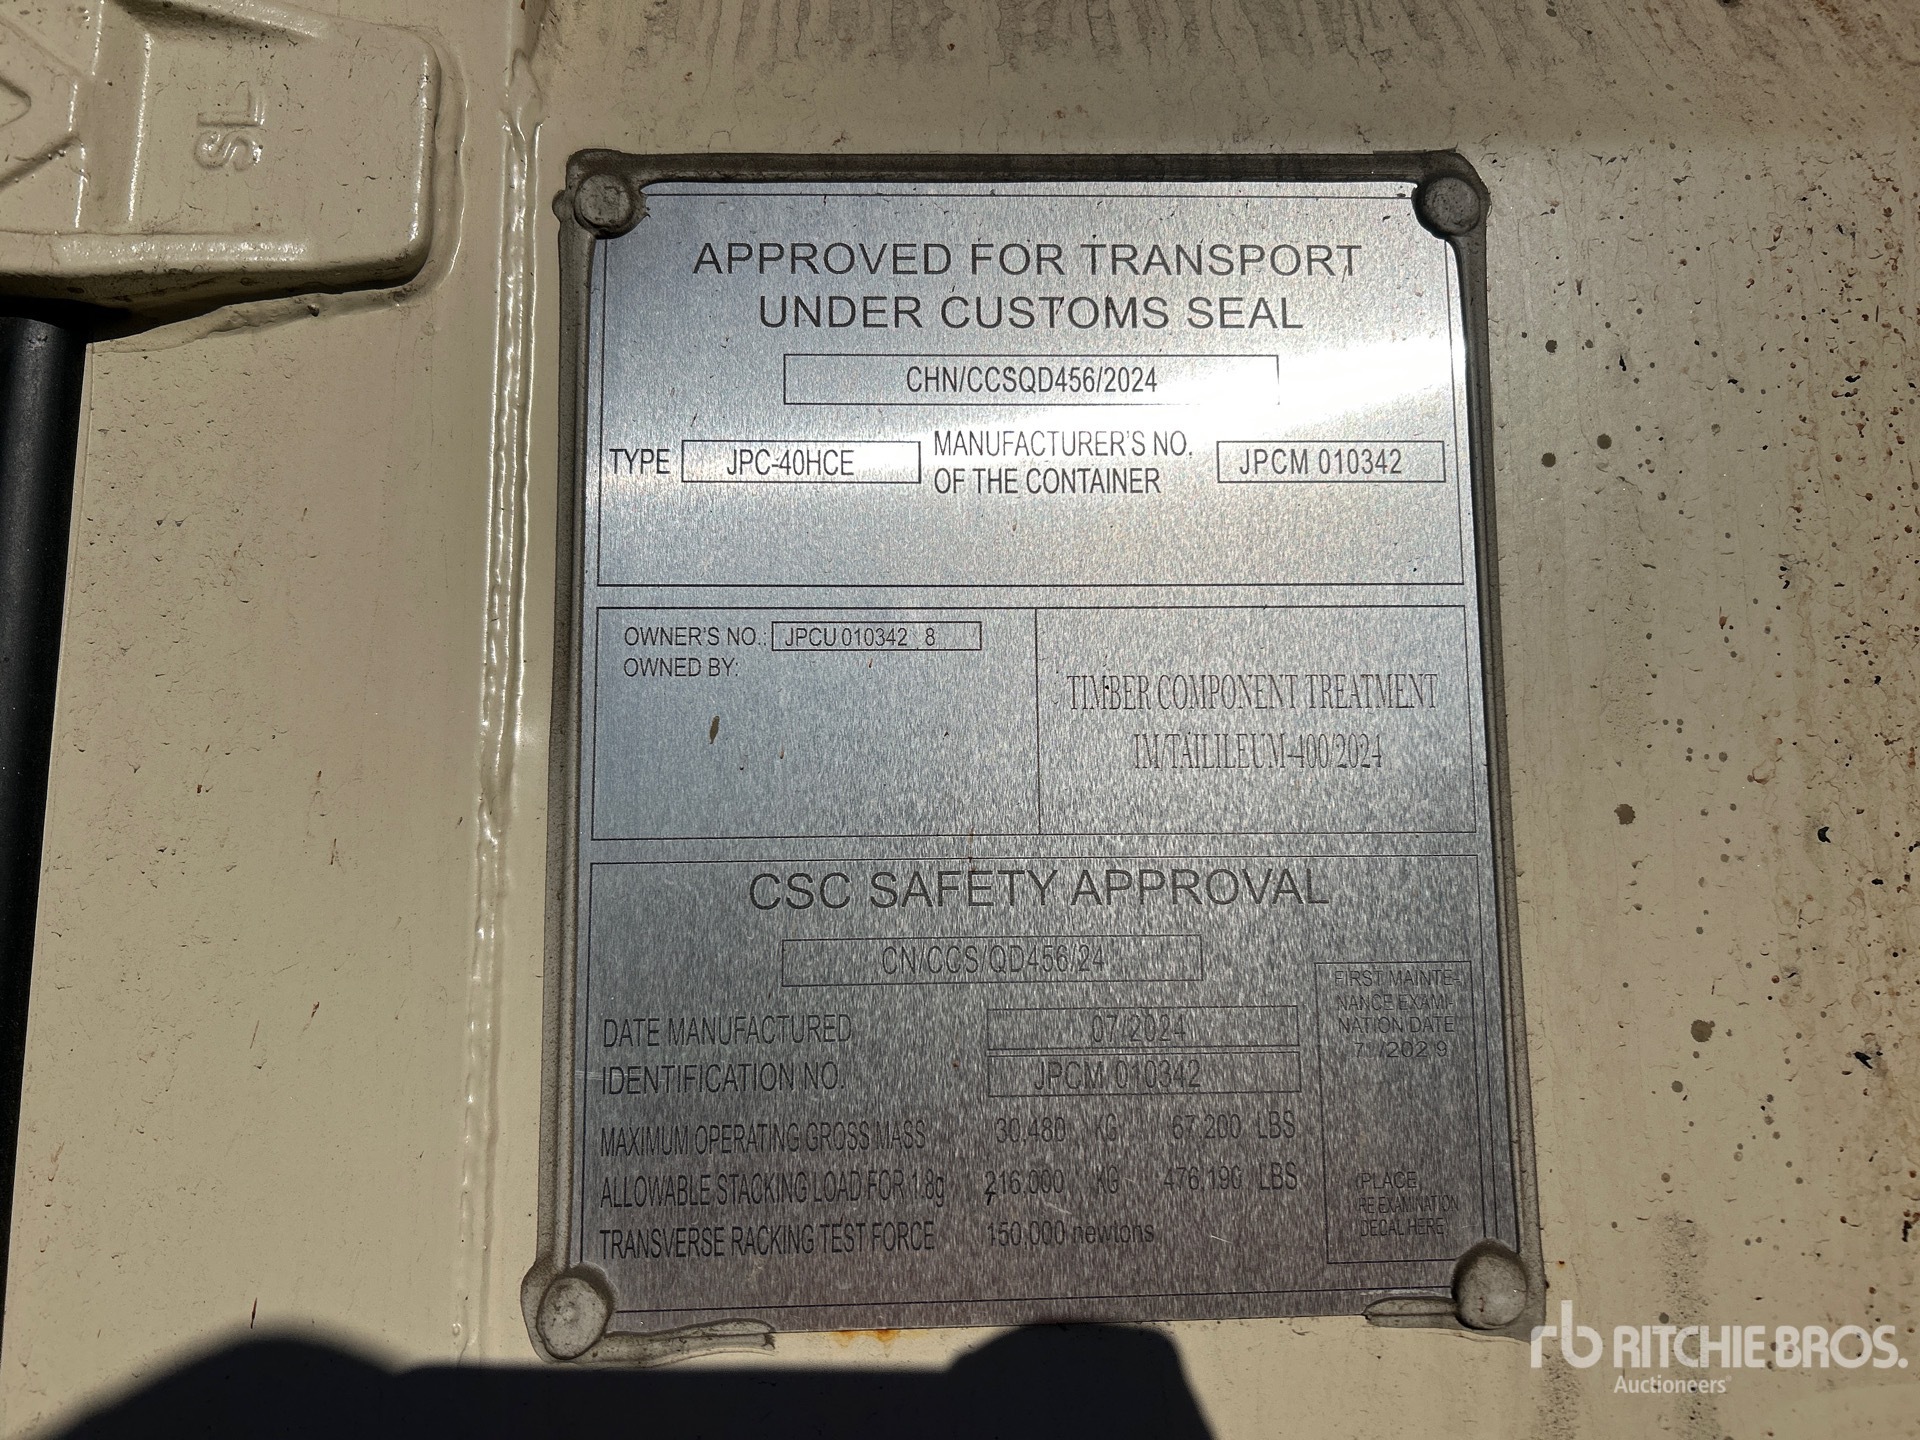 SL
APPROVED FOR TRANSPORT
UNDER CUSTOMS SEAL
CHN/CCSQD456/2024
TYPE JPC-40HCE MANUFACTURER'S NO. OF THE CONTAINER JPCM 010342
OWNER'S NO.: JPCU 010342 8
OWNED BY:
TIMBER COMPONENT TREATMENT
IM/TAILILEUM-400/2024
CSC SAFETY APPROVAL
CN/CCS/QD456/24
DATE MANUFACTURED 07/2024
IDENTIFICATION NO. JPCM 010342
MAXIMUM OPERATING GROSS MASS 30,480 KG 67,200 LBS
ALLOWABLE STACKING LOAD FOR 1.8g 216,000 KG 476,190 LBS
TRANSVERSE RACKING TEST FORCE 150,000 newtons
FIRST MAINTE-
NANCE EXAMI-
NATION DATE:
7 /2029
(PLACE
RE EXAMINATION
DECAL HERE)
rb RITCHIE BROS.
Auctioneers